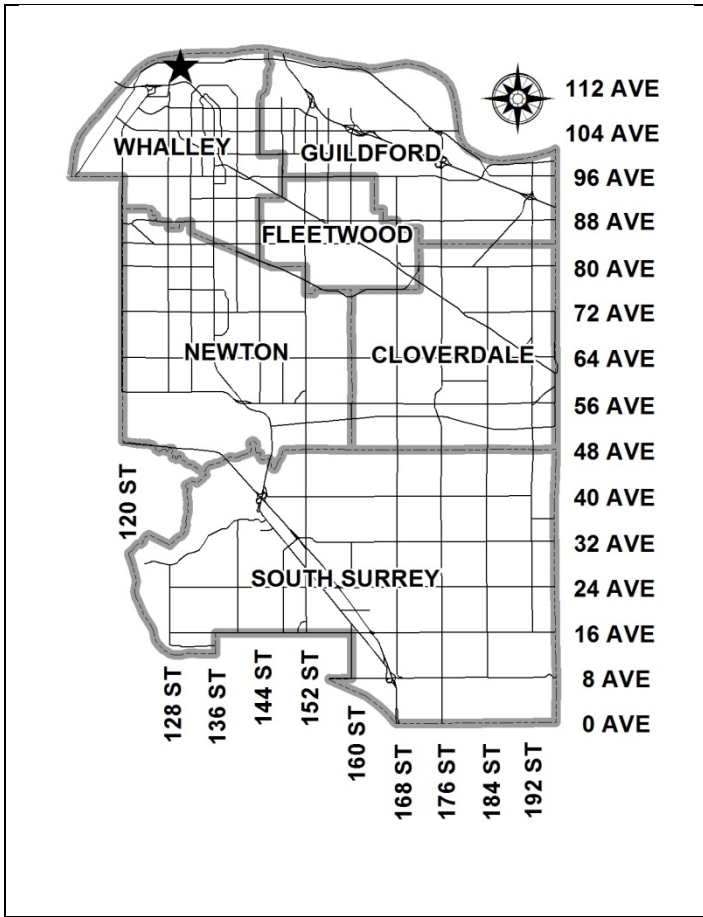 112 AVE
104 AVE
WHALLEY
GUILDFORD
96 AVE
88 AVE
FLEETWOOD
80 AVE
72 AVE
NEWTON
CLOVERDALE
64 AVE
56 AVE
48 AVE
120 ST
40 AVE
32 AVE
SOUTH SURREY
24 AVE
16 AVE
128 ST
136 ST
144 ST
152 ST
160 ST
8 AVE
0 AVE
168 ST
176 ST
184 ST
192 ST